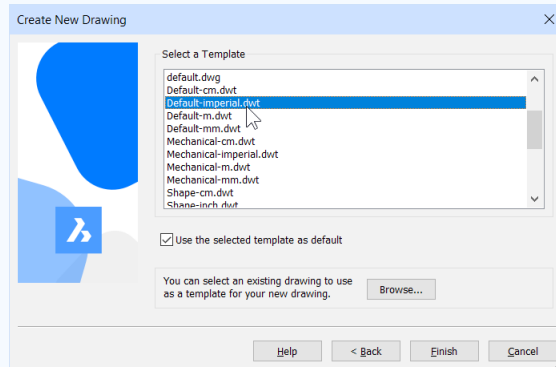 Create New Drawing
Select a Template
default.dwg
Default-cm.dwt
Default-imperial.dwt
Default-m.dwt
Default-mm.dwt
Mechanical-cm.dwt
Mechanical-imperial.dwt
Mechanical-m.dwt
Mechanical-mm.dwt
Shape-cm.dwt
Shape-inch.dwt
Use the selected template as default
You can select an existing drawing to use
as a template for your new drawing.
Browse...
Help < Back Finish Cancel